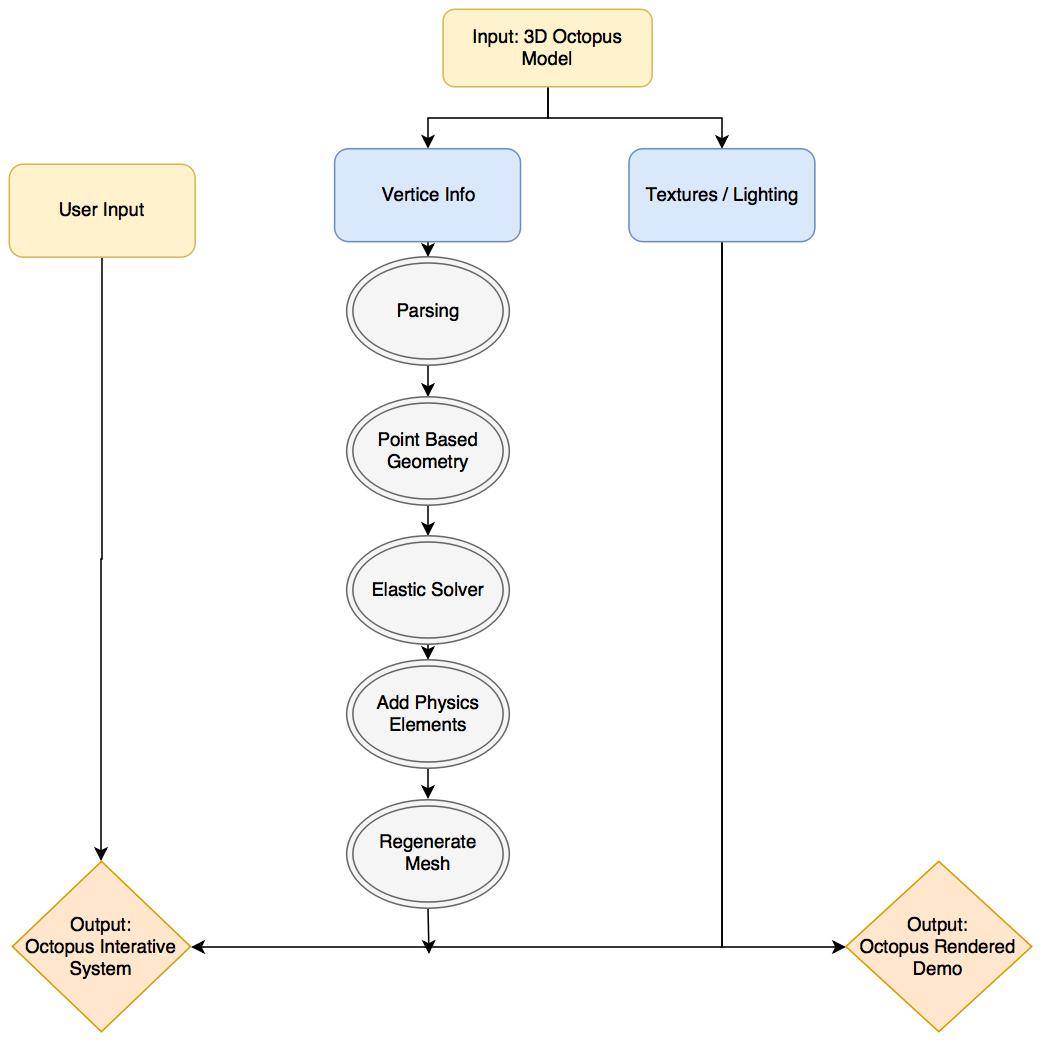 Input: 3D Octopus
Model
User Input
Vertice Info
Textures / Lighting
Parsing
Point Based
Geometry
Elastic Solver
Add Physics
Elements
Regenerate
Mesh
Output:
Octopus Interative
System
Output:
Octopus Rendered
Demo